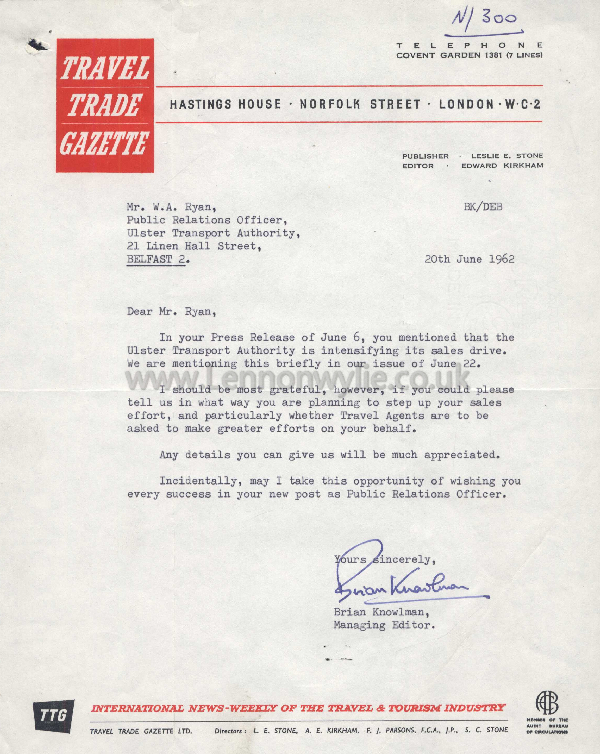 N/300
TELEPHONE
COVENT GARDEN 1381 (7 LINES)
TRAVEL
TRADE
GAZETTE
HASTINGS HOUSE · NORFOLK STREET · LONDON · W·C·2
PUBLISHER · LESLIE E. STONE
EDITOR · EDWARD KIRKHAM
Mr. W.A. Ryan,
Public Relations Officer,
Ulster Transport Authority,
21 Linen Hall Street,
BELFAST 2.
BK/DEB
20th June 1962
Dear Mr. Ryan,
In your Press Release of June 6, you mentioned that the
Ulster Transport Authority is intensifying its sales drive.
We are mentioning this briefly in our issue of June 22.
www.Lennonwylie.co.uk
I should be most grateful, however, if you could please
tell us in what way you are planning to step up your sales
effort, and particularly whether Travel Agents are to be
asked to make greater efforts on your behalf.
Any details you can give us will be much appreciated.
Incidentally, may I take this opportunity of wishing you
every success in your new post as Public Relations Officer.
Yours sincerely,
Brian Knowlman
Brian Knowlman,
Managing Editor.
TTG
INTERNATIONAL NEWS-WEEKLY OF THE TRAVEL & TOURISM INDUSTRY
TRAVEL TRADE GAZETTE LTD. Directors: L. E. STONE, A. E. KIRKHAM, F. J. PARSONS, F.C.A., J.P., S. C. STONE
ABC
MEMBER OF THE
AUDIT BUREAU
OF CIRCULATIONS